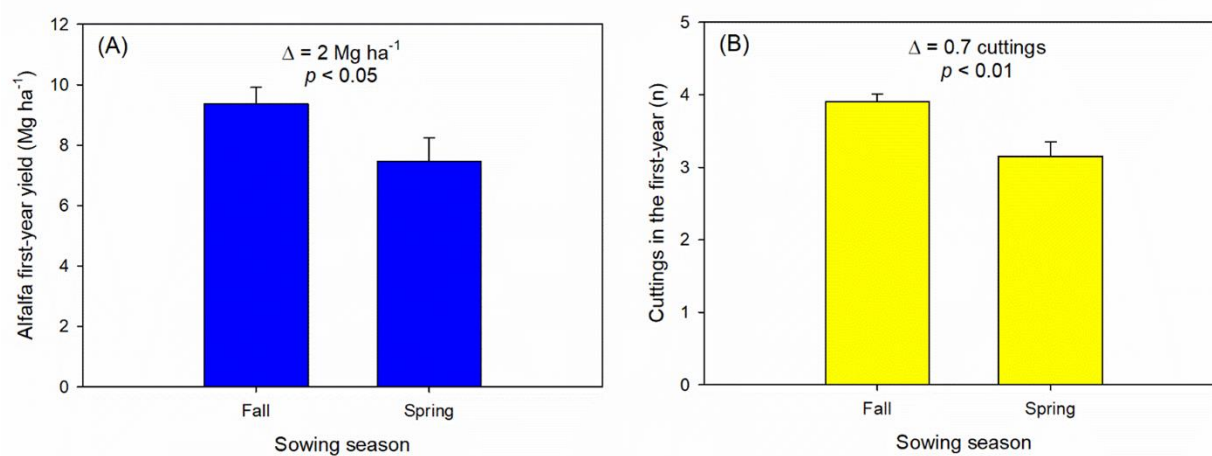 (A)
Δ = 2 Mg ha⁻¹
p < 0.05
Alfalfa first-year yield (Mg ha⁻¹)
12
10
8
6
4
2
0
Fall
Spring
Sowing season
(B)
Δ = 0.7 cuttings
p < 0.01
Cuttings in the first-year (n)
5
4
3
2
1
0
Fall
Spring
Sowing season